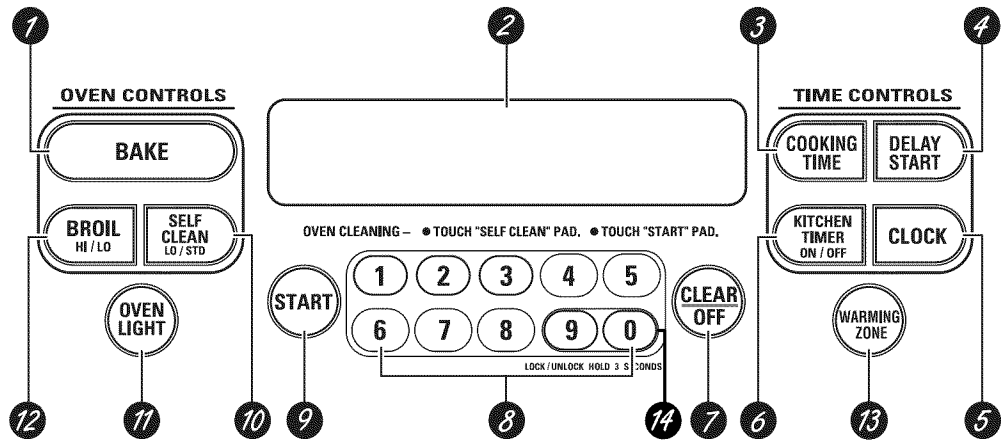 1 2 3 4
OVEN CONTROLS
TIME CONTROLS
BAKE
COOKING
TIME
DELAY
START
BROIL
HI / LO
SELF
CLEAN
LO / STD
OVEN CLEANING – ● TOUCH "SELF CLEAN" PAD. ● TOUCH "START" PAD.
KITCHEN
TIMER
ON / OFF
CLOCK
OVEN
LIGHT
START
1 2 3 4 5
6 7 8 9 0
CLEAR
OFF
WARMING
ZONE
LOCK / UNLOCK HOLD 3 SECONDS
12 11 10 9 8 14 7 6 13 5